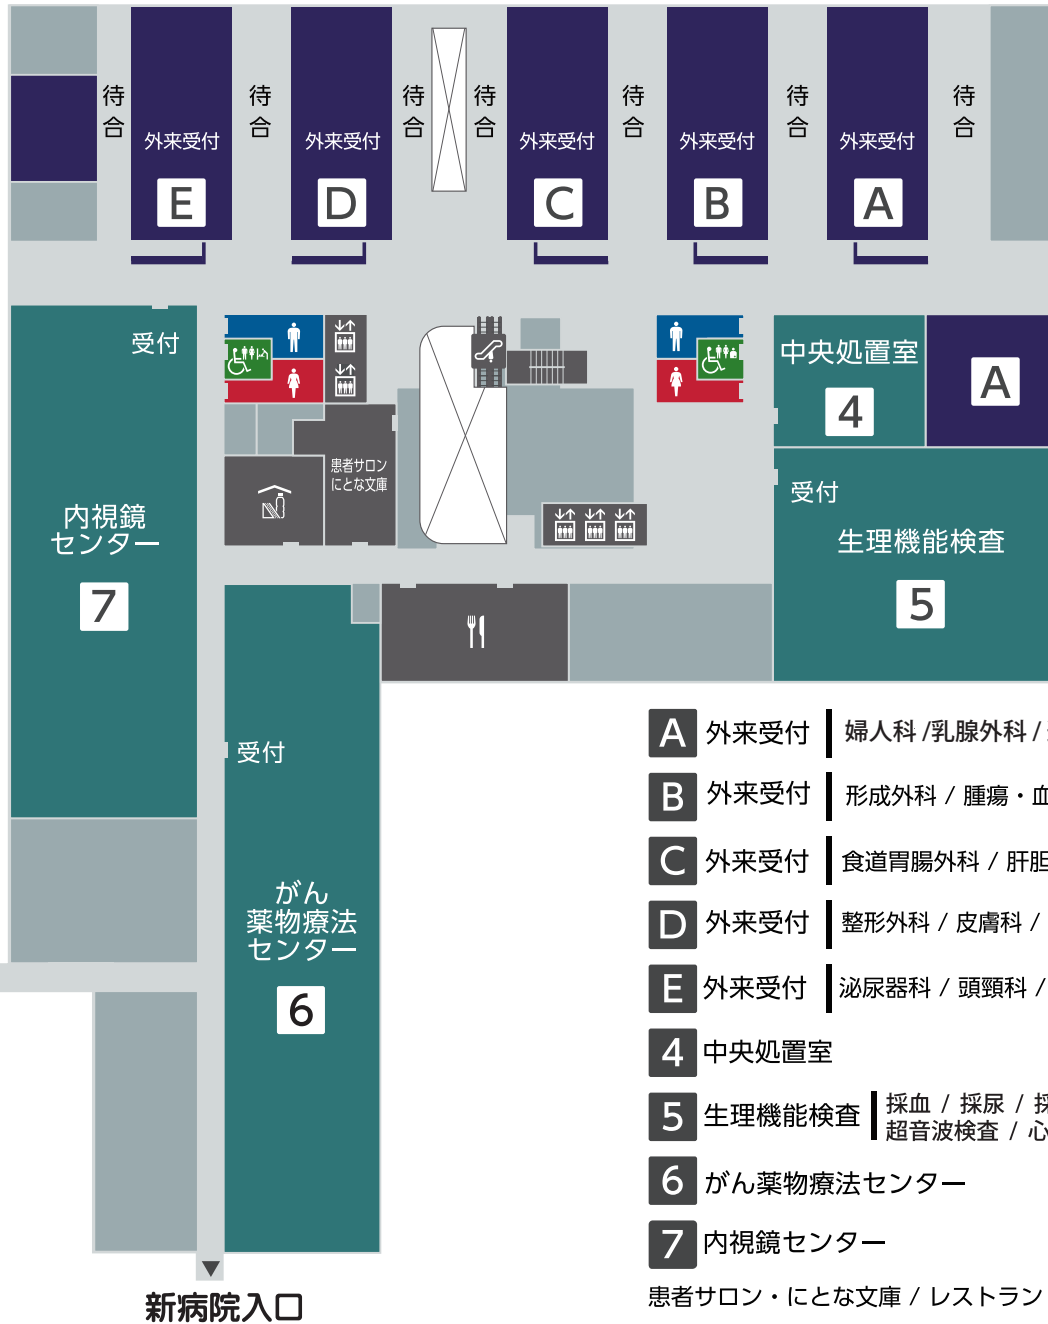 待合
待合
待合
待合
待合
待合
待合
外来受付
E
外来受付
D
外来受付
C
外来受付
B
外来受付
A
受付
中央処置室
4
A
患者サロン
にとな文庫
受付
生理機能検査
5
内視鏡
センター
7
受付
がん
薬物療法
センター
6
新病院入口
A 外来受付 婦人科 /乳腺外科 /
B 外来受付 形成外科 / 腫瘍・血
C 外来受付 食道胃腸外科 / 肝胆
D 外来受付 整形外科 / 皮膚科 /
E 外来受付 泌尿器科 / 頭頸科 /
4 中央処置室
5 生理機能検査 採血 / 採尿 / 採
超音波検査 / 心
6 がん薬物療法センター
7 内視鏡センター
患者サロン・にとな文庫 / レストラン